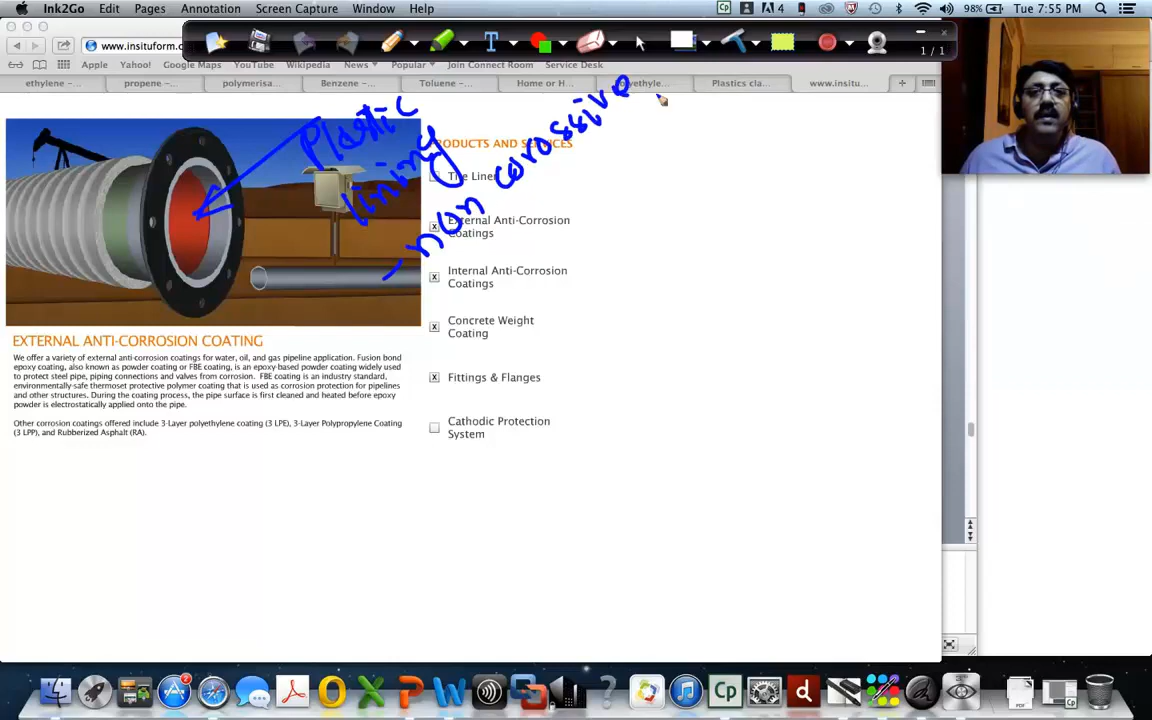 Ink2Go Edit Pages Annotation Screen Capture Window Help
4 98% Tue 7:55 PM
www.insituform.c
1 / 1
Apple Yahoo! Google Maps YouTube Wikipedia News Popular Join Connect Room Service Desk
ethylene – ... propene – ... polymerisa... Benzene – ... Toluene – ... Home or H... olyethyle... Plastics cla... www.insitu...
Plastic
lining
- non corossive
RODUCTS AND SERVICES
Tite Liner
External Anti-Corrosion
Coatings
Internal Anti-Corrosion
Coatings
Concrete Weight
Coating
Fittings & Flanges
Cathodic Protection
System
EXTERNAL ANTI-CORROSION COATING
We offer a variety of external anti-corrosion coatings for water, oil, and gas pipeline application. Fusion bond
epoxy coating, also known as powder coating or FBE coating, is an epoxy-based powder coating widely used
to protect steel pipe, piping connections and valves from corrosion. FBE coating is an industry standard,
environmentally-safe thermoset protective polymer coating that is used as corrosion protection for pipelines
and other structures. During the coating process, the pipe surface is first cleaned and heated before epoxy
powder is electrostatically applied onto the pipe.
Other corrosion coatings offered include 3-Layer polyethylene coating (3 LPE), 3-Layer Polypropylene Coating
(3 LPP), and Rubberized Asphalt (RA).